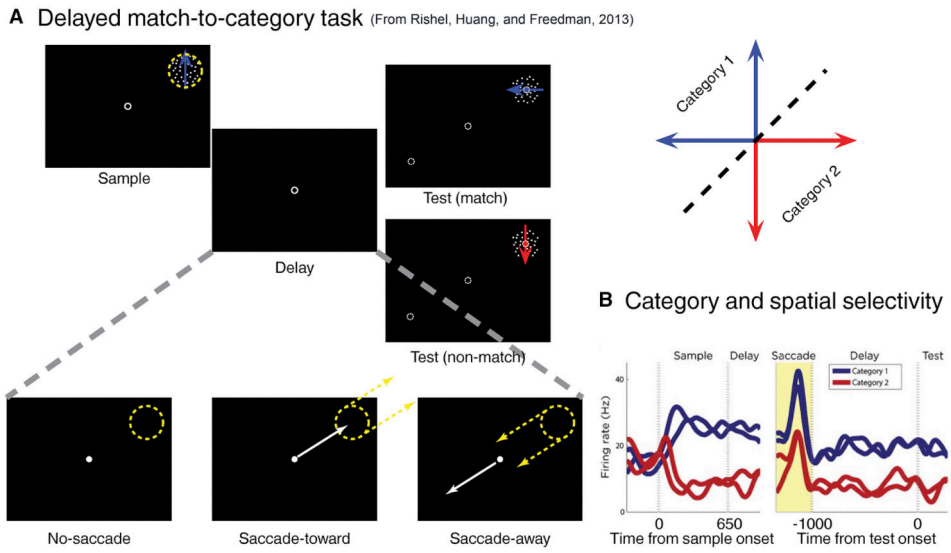 A Delayed match-to-category task (From Rishel, Huang, and Freedman, 2013)
Sample
Delay
Test (match)
Test (non-match)
No-saccade
Saccade-toward
Saccade-away
Category 1
Category 2
B Category and spatial selectivity
Sample Delay Saccade Delay Test
Category 1
Category 2
Firing rate (Hz)
40
20
0
0 650 -1000 0
Time from sample onset Time from test onset